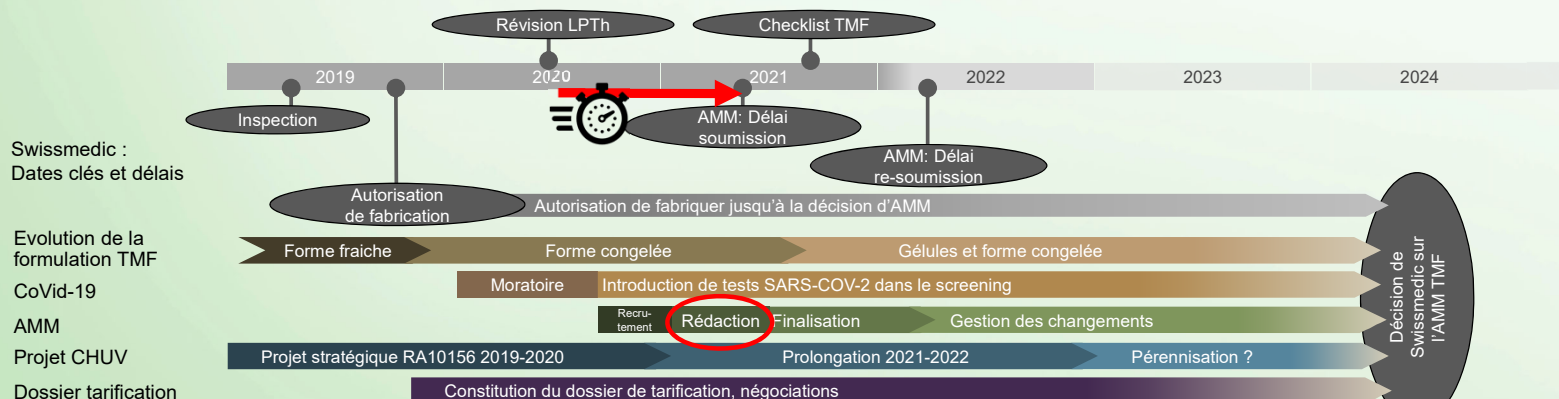 Révision LPTh
Checklist TMF
2019
2020
2021
2022
2023
2024
Inspection
AMM: Délai
soumission
Swissmedic :
Dates clés et délais
AMM: Délai
re-soumission
Autorisation
de fabrication
Autorisation de fabriquer jusqu'à la décision d'AMM
Evolution de la
formulation TMF
Forme fraiche
Forme congelée
Gélules et forme congelée
CoVid-19
Moratoire
Introduction de tests SARS-COV-2 dans le screening
AMM
Recru-
tement
Rédaction
Finalisation
Gestion des changements
Projet CHUV
Projet stratégique RA10156 2019-2020
Prolongation 2021-2022
Pérennisation ?
Dossier tarification
Constitution du dossier de tarification, négociations
Décision de
Swissmedic sur
l'AMM TMF